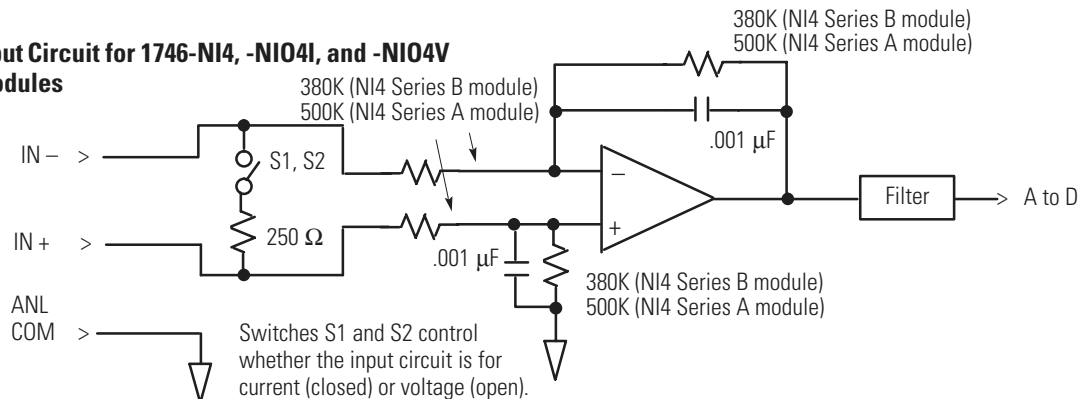 put Circuit for 1746-NI4, -NIO4I, and -NIO4V
odules
380K (NI4 Series B module)
500K (NI4 Series A module)
380K (NI4 Series B module)
500K (NI4 Series A module)
.001 µF
IN – >
S1, S2
−
Filter
> A to D
IN + >
250 Ω
+
.001 µF
380K (NI4 Series B module)
500K (NI4 Series A module)
ANL
COM >
Switches S1 and S2 control
whether the input circuit is for
current (closed) or voltage (open).